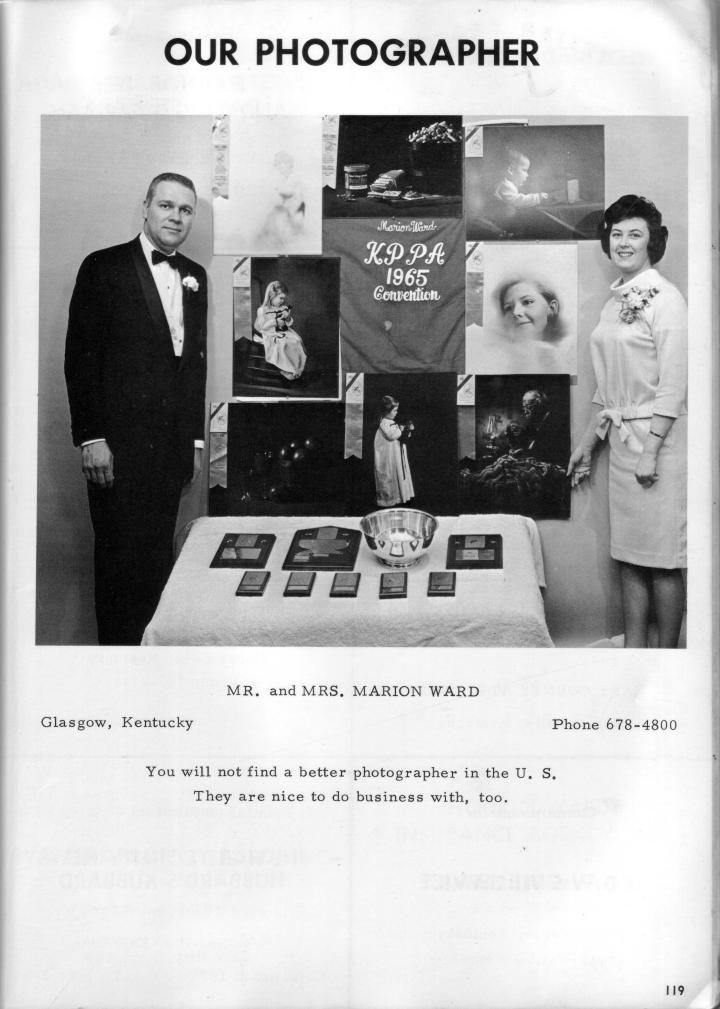 OUR PHOTOGRAPHER
Marion Ward
KPPA
1965
Convention
MR. and MRS. MARION WARD
Glasgow, Kentucky
Phone 678-4800
You will not find a better photographer in the U. S.
They are nice to do business with, too.
119